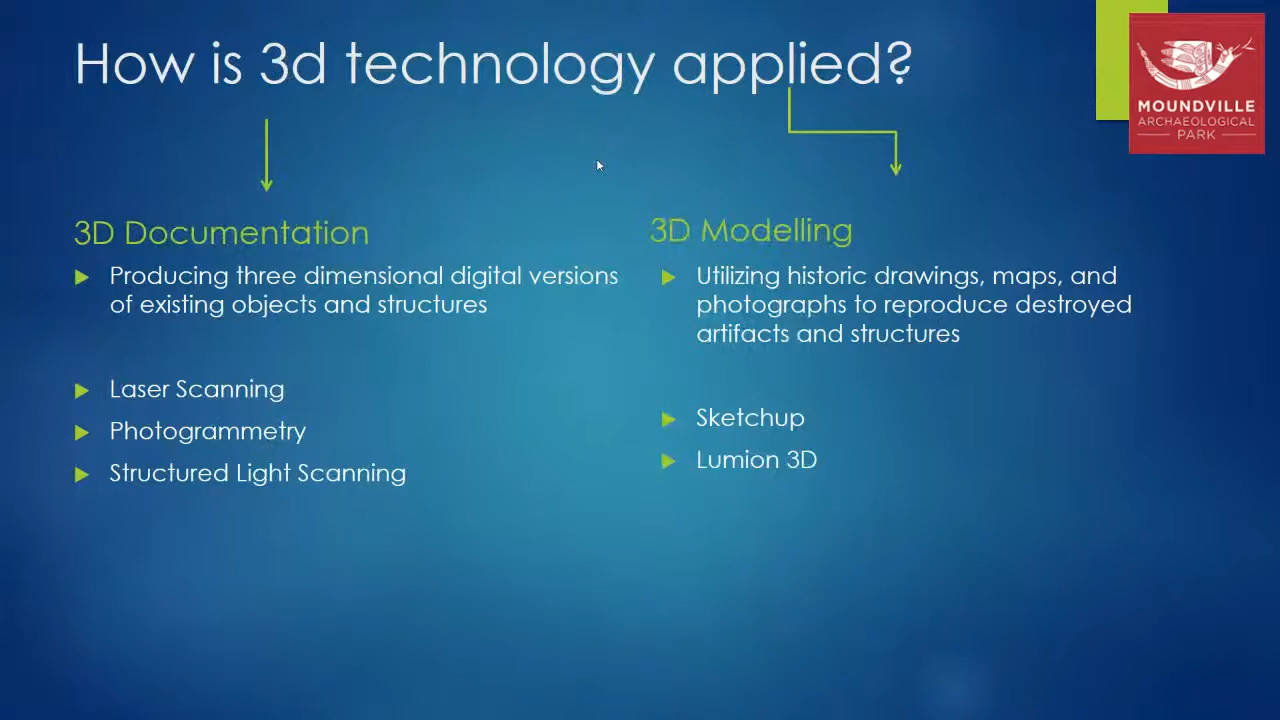 How is 3d technology applied?
MOUNDVILLE
ARCHAEOLOGICAL
PARK
3D Documentation
Producing three dimensional digital versions
of existing objects and structures
Laser Scanning
Photogrammetry
Structured Light Scanning
3D Modelling
Utilizing historic drawings, maps, and
photographs to reproduce destroyed
artifacts and structures
Sketchup
Lumion 3D